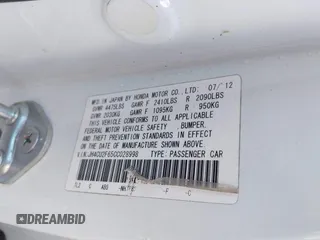 MFD. IN JAPAN BY HONDA MOTOR CO.,LTD: 07/'12
GVWR 4475LBS GAWR F 2410LBS R 2090LBS
GVWR 2030KG GAWR F 1095KG R 950KG
THIS VEHICLE CONFORMS TO ALL APPLICABLE
FEDERAL MOTOR VEHICLE SAFETY , BUMPER,
AND THEFT PREVENTION STANDARDS IN EFFECT
ON THE DATE OF MANUFACTURE SHOWN ABOVE
TYPE: PASSENGER CAR
DREAMBID